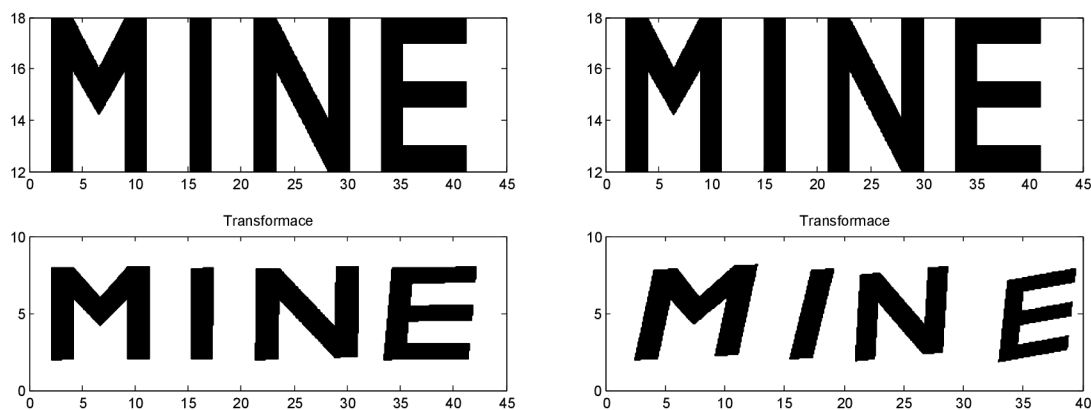 18 MINE 18 MINE
16 16
14 14
12 12
0 5 10 15 20 25 30 35 40 45 0 5 10 15 20 25 30 35 40 45
Transformace Transformace
10 10
MINE MINE
5 5
0 0
0 5 10 15 20 25 30 35 40 45 0 5 10 15 20 25 30 35 40